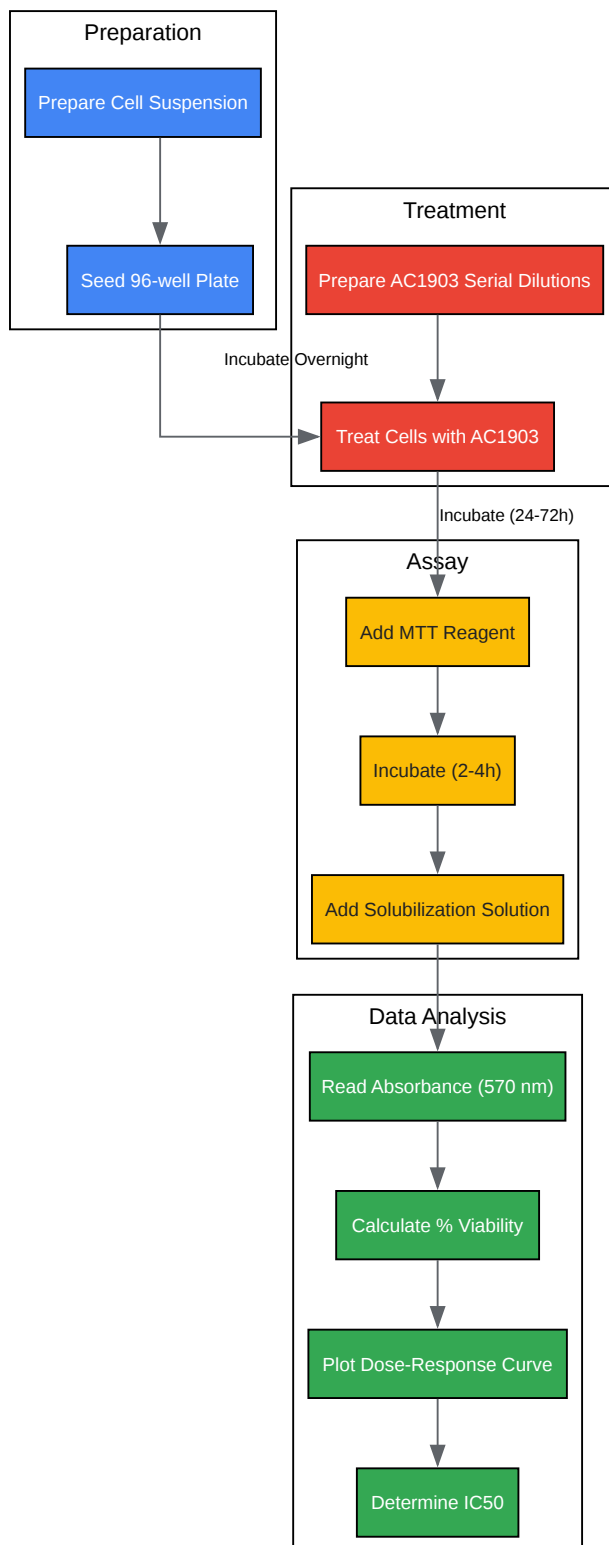 Preparation
Prepare Cell Suspension
Seed 96-well Plate
Treatment
Prepare AC1903 Serial Dilutions
Incubate Overnight
Treat Cells with AC1903
Incubate (24-72h)
Assay
Add MTT Reagent
Incubate (2-4h)
Add Solubilization Solution
Data Analysis
Read Absorbance (570 nm)
Calculate % Viability
Plot Dose-Response Curve
Determine IC50